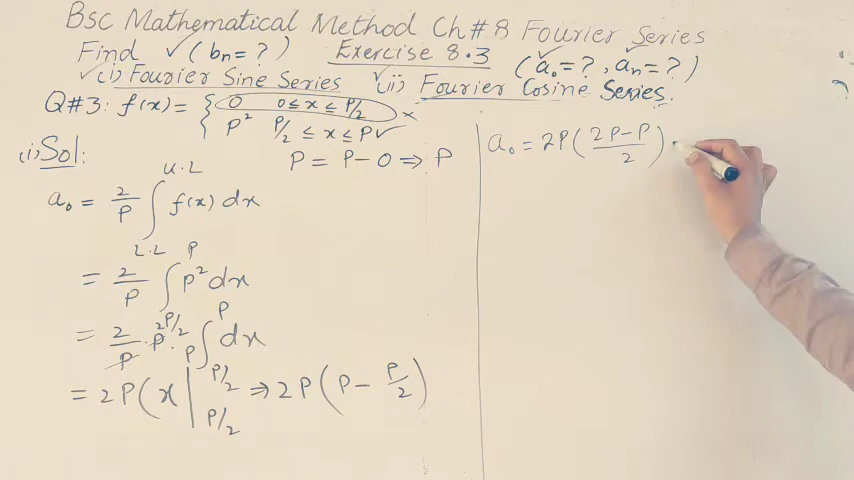 Bsc Mathematical Method Ch # 8 Fourier Series
Find ✓ (bn = ?) Exercise 8.3 (a₀ = ?, an = ?)
✓(i) Fourier Sine Series ✓(ii) Fourier Cosine Series.
Q#3: f(x) = { 0 0 ≤ x ≤ P/2 ×
P² P/2 ≤ x ≤ P ✓
(i) Sol:
P = P - 0 ⇒ P
U.L
a₀ = 2/P ∫ f(x) dx
L.L
P
= 2/P ∫ P² dx
P/2
P
= 2/P · P² · ∫ dx
P
= 2P ( x | P/2 P/2 ⇒ 2P ( P - P/2 )
a₀ = 2P ( (2P - P)/2 )